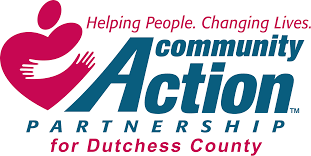 Helping People. Changing Lives.
community
Action™
PARTNERSHIP
for Dutchess County